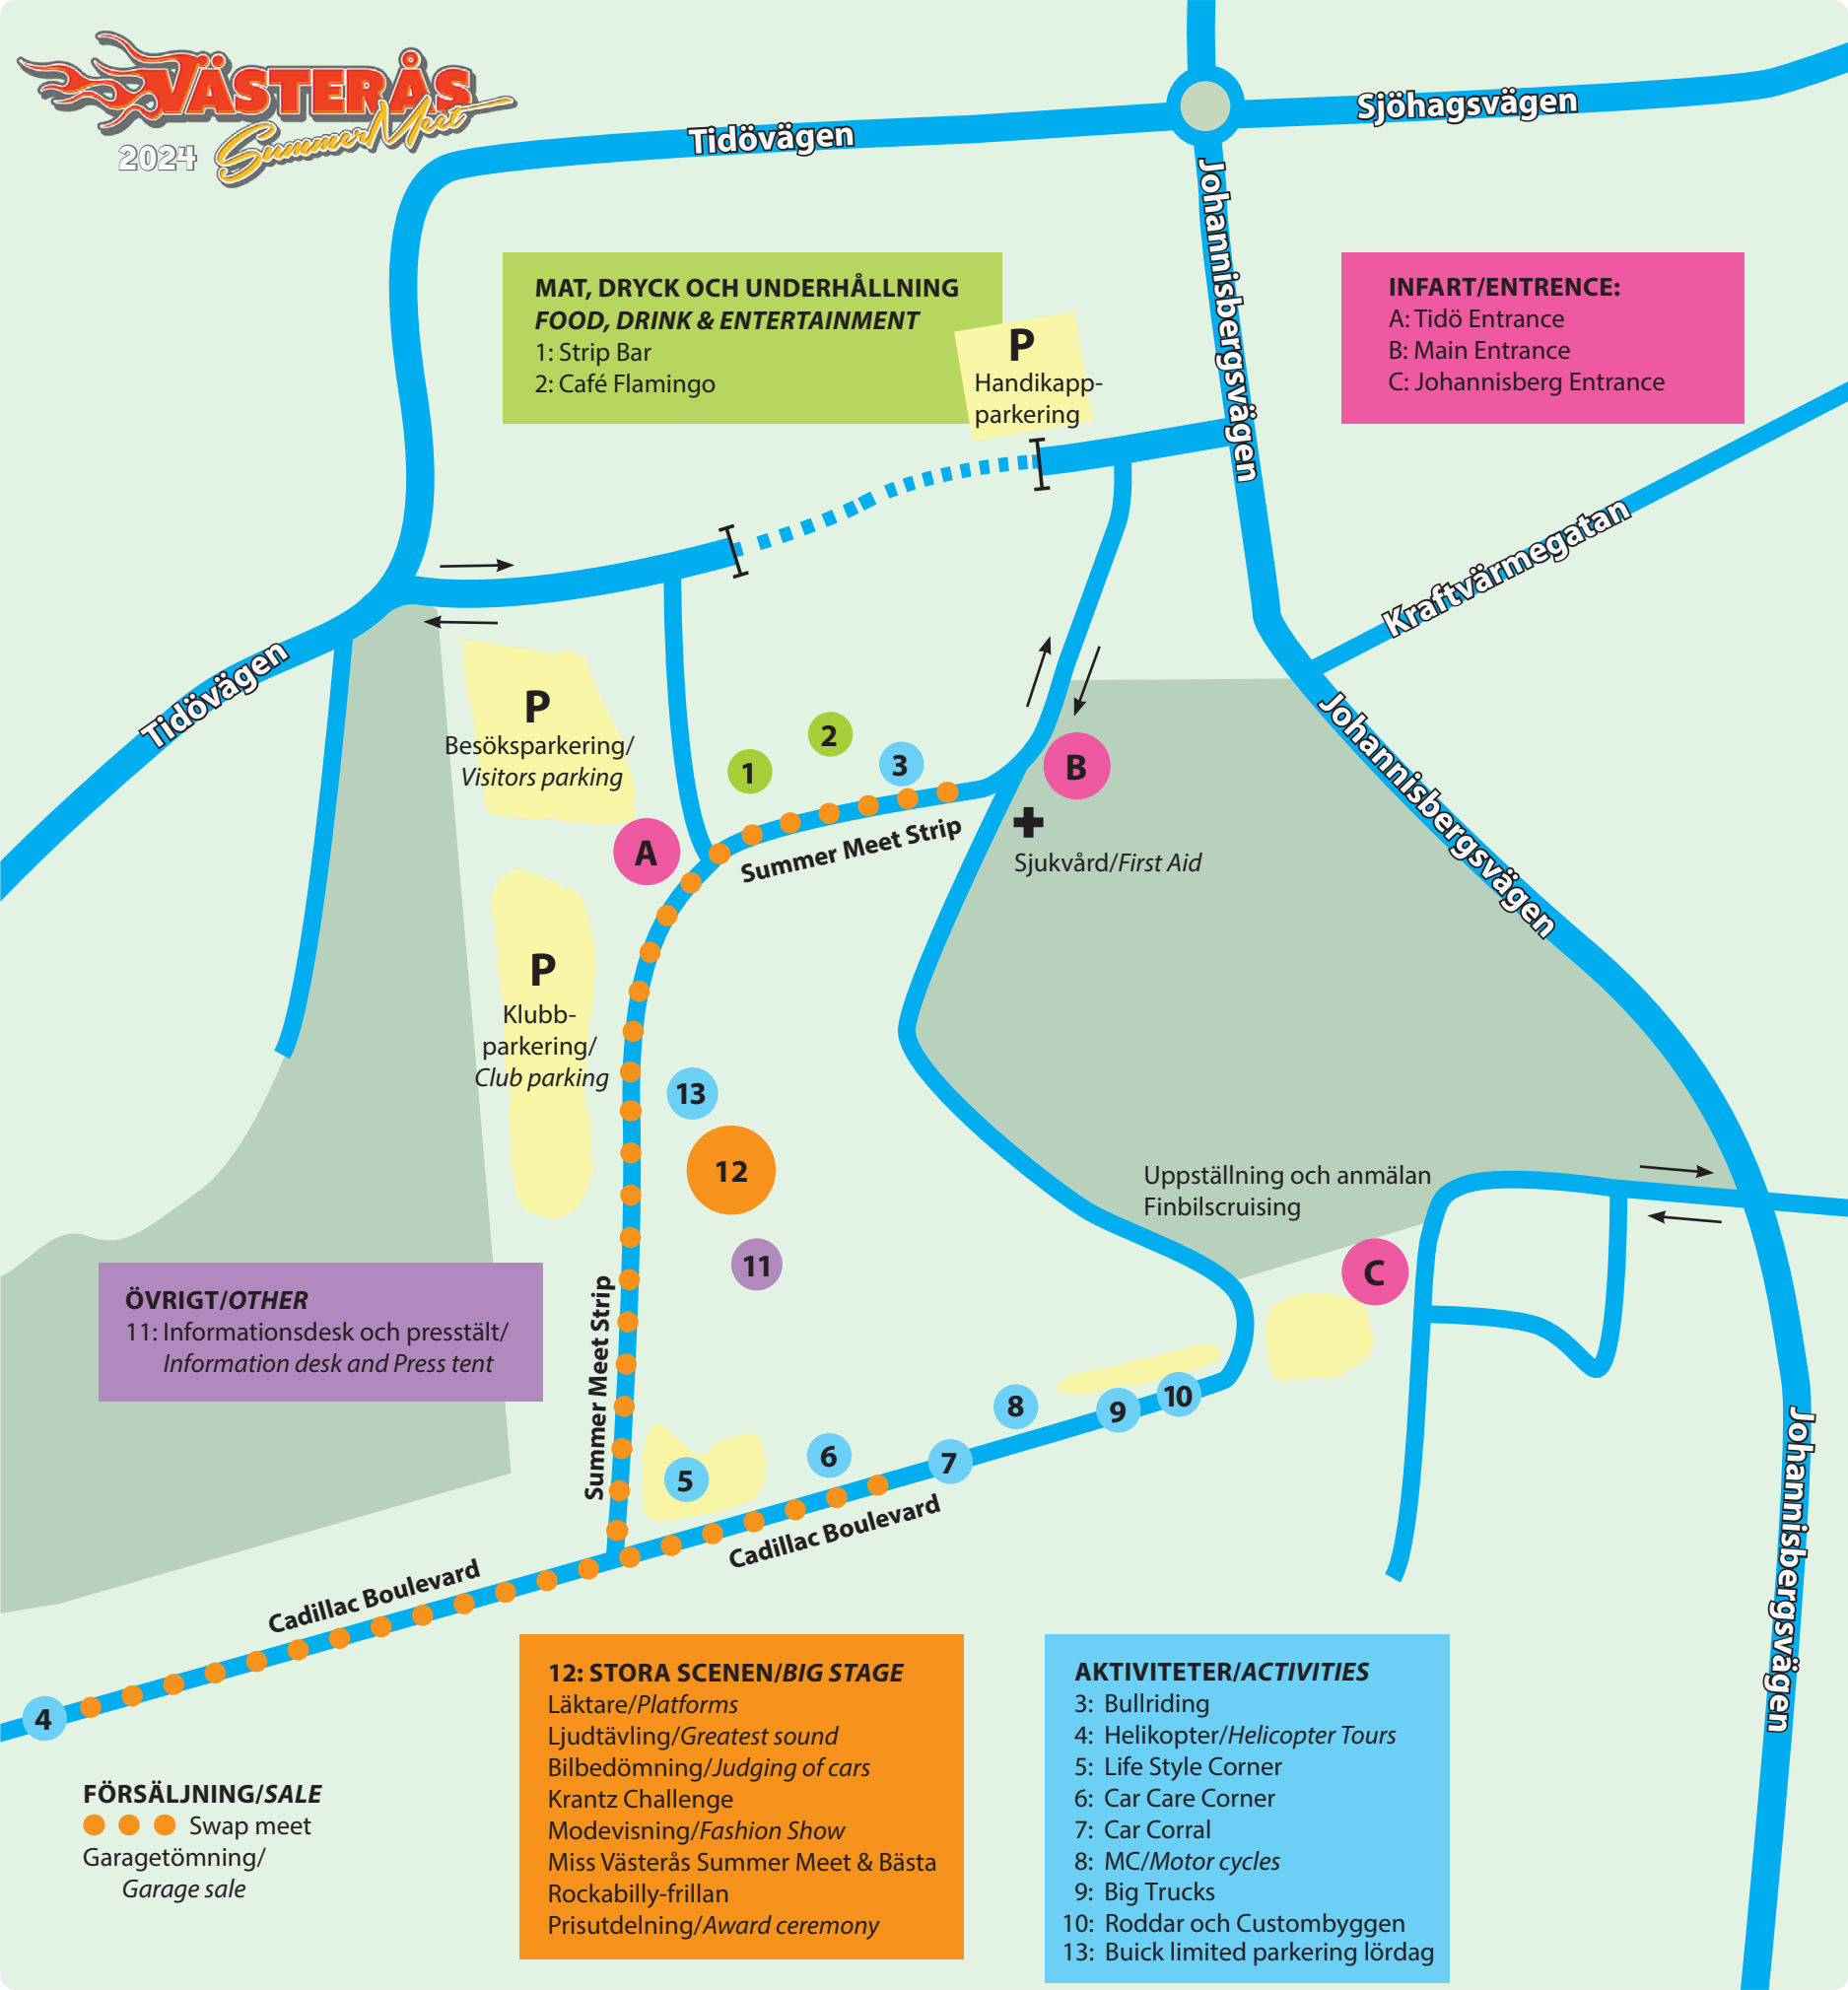 VÄSTERÅS
2024 Summer Meet
Tidövägen
Sjöhagsvägen
Johannisbergsvägen
MAT, DRYCK OCH UNDERHÅLLNING
FOOD, DRINK & ENTERTAINMENT
1: Strip Bar
2: Café Flamingo
P
Handikapp-
parkering
INFART/ENTRENCE:
A: Tidö Entrance
B: Main Entrance
C: Johannisberg Entrance
Kraftvärmegatan
Tidövägen
P
Besöksparkering/
Visitors parking
1
2
3
B
A
Summer Meet Strip
Sjukvård/First Aid
Johannisbergsvägen
P
Klubb-
parkering/
Club parking
13
12
11
Uppställning och anmälan
Finbilscruising
C
ÖVRIGT/OTHER
11: Informationsdesk och presstält/
Information desk and Press tent
Summer Meet Strip
5
6
7
8
9
10
Cadillac Boulevard
Cadillac Boulevard
Johannisbergsvägen
4
FÖRSÄLJNING/SALE
Swap meet
Garagetömning/
Garage sale
12: STORA SCENEN/BIG STAGE
Läktare/Platforms
Ljudtävling/Greatest sound
Bilbedömning/Judging of cars
Krantz Challenge
Modevisning/Fashion Show
Miss Västerås Summer Meet & Bästa
Rockabilly-frillan
Prisutdelning/Award ceremony
AKTIVITETER/ACTIVITIES
3: Bullriding
4: Helikopter/Helicopter Tours
5: Life Style Corner
6: Car Care Corner
7: Car Corral
8: MC/Motor cycles
9: Big Trucks
10: Roddar och Custombyggen
13: Buick limited parkering lördag